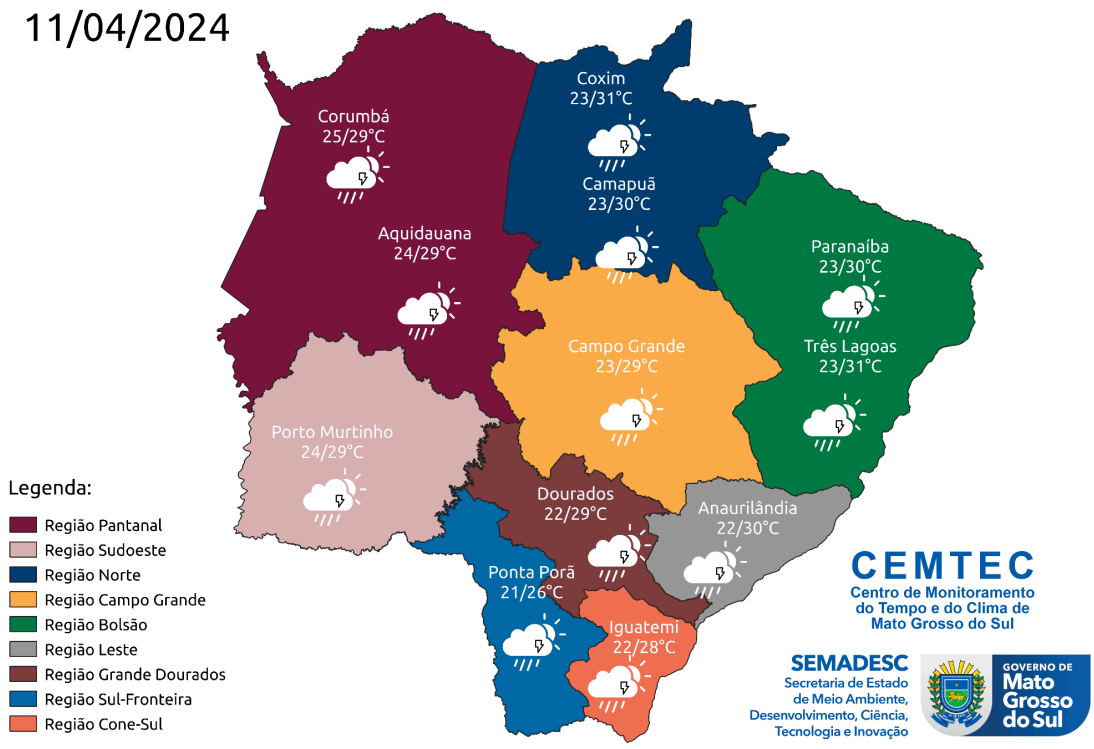 11/04/2024
Coxim
23/31°C
Corumbá
25/29°C
Camapuã
23/30°C
Aquidauana
24/29°C
Paranaíba
23/30°C
Campo Grande
23/29°C
Três Lagoas
23/31°C
Porto Murtinho
24/29°C
Dourados
22/29°C
Anaurilândia
22/30°C
Ponta Porã
21/26°C
Iguatemi
22/28°C
Legenda:
Região Pantanal
Região Sudoeste
Região Norte
Região Campo Grande
Região Bolsão
Região Leste
Região Grande Dourados
Região Sul-Fronteira
Região Cone-Sul
CEMTEC
Centro de Monitoramento
do Tempo e do Clima de
Mato Grosso do Sul
SEMADESC
Secretaria de Estado
de Meio Ambiente,
Desenvolvimento, Ciência,
Tecnologia e Inovação
GOVERNO DE
Mato
Grosso
do Sul